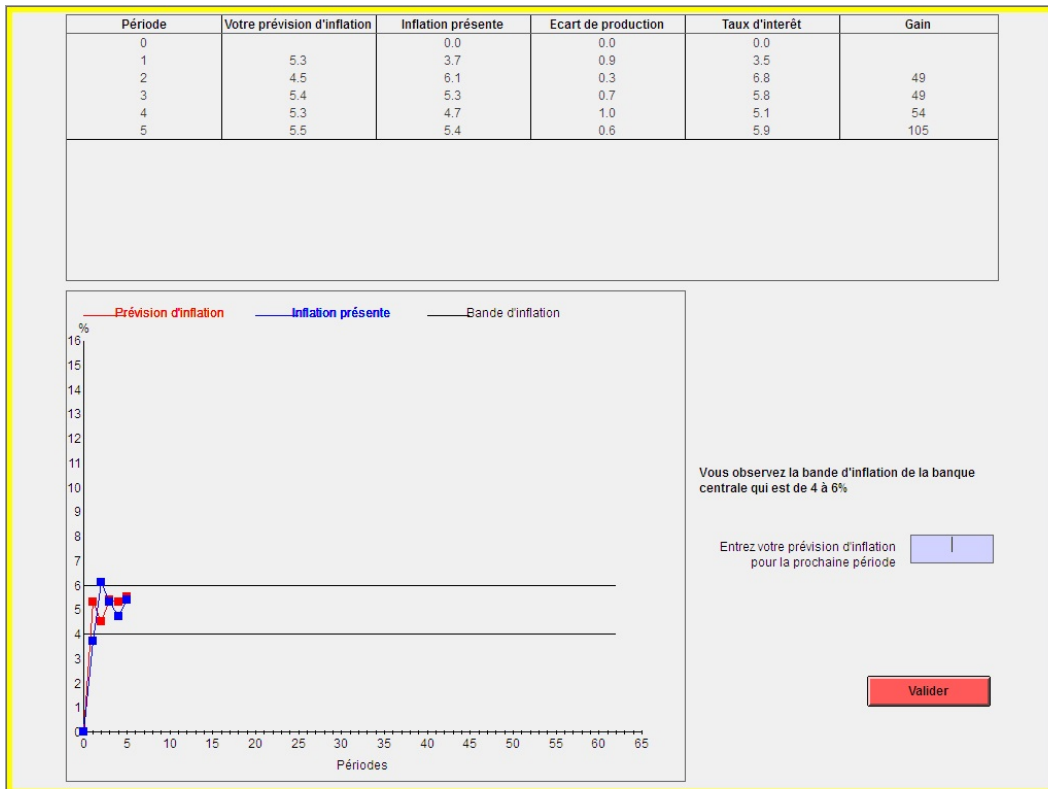 Période Votre prévision d'inflation Inflation présente Ecart de production Taux d'interêt Gain
0 0.0 0.0 0.0
1 5.3 3.7 0.9 3.5
2 4.5 6.1 0.3 6.8 49
3 5.4 5.3 0.7 5.8 49
4 5.3 4.7 1.0 5.1 54
5 5.5 5.4 0.6 5.9 105
Prévision d'inflation Inflation présente Bande d'inflation
%
16
15
14
13
12
11
10
9
8
7
6
5
4
3
2
1
0
0 5 10 15 20 25 30 35 40 45 50 55 60 65
Périodes
Vous observez la bande d'inflation de la banque
centrale qui est de 4 à 6%
Entrez votre prévision d'inflation
pour la prochaine période
Valider